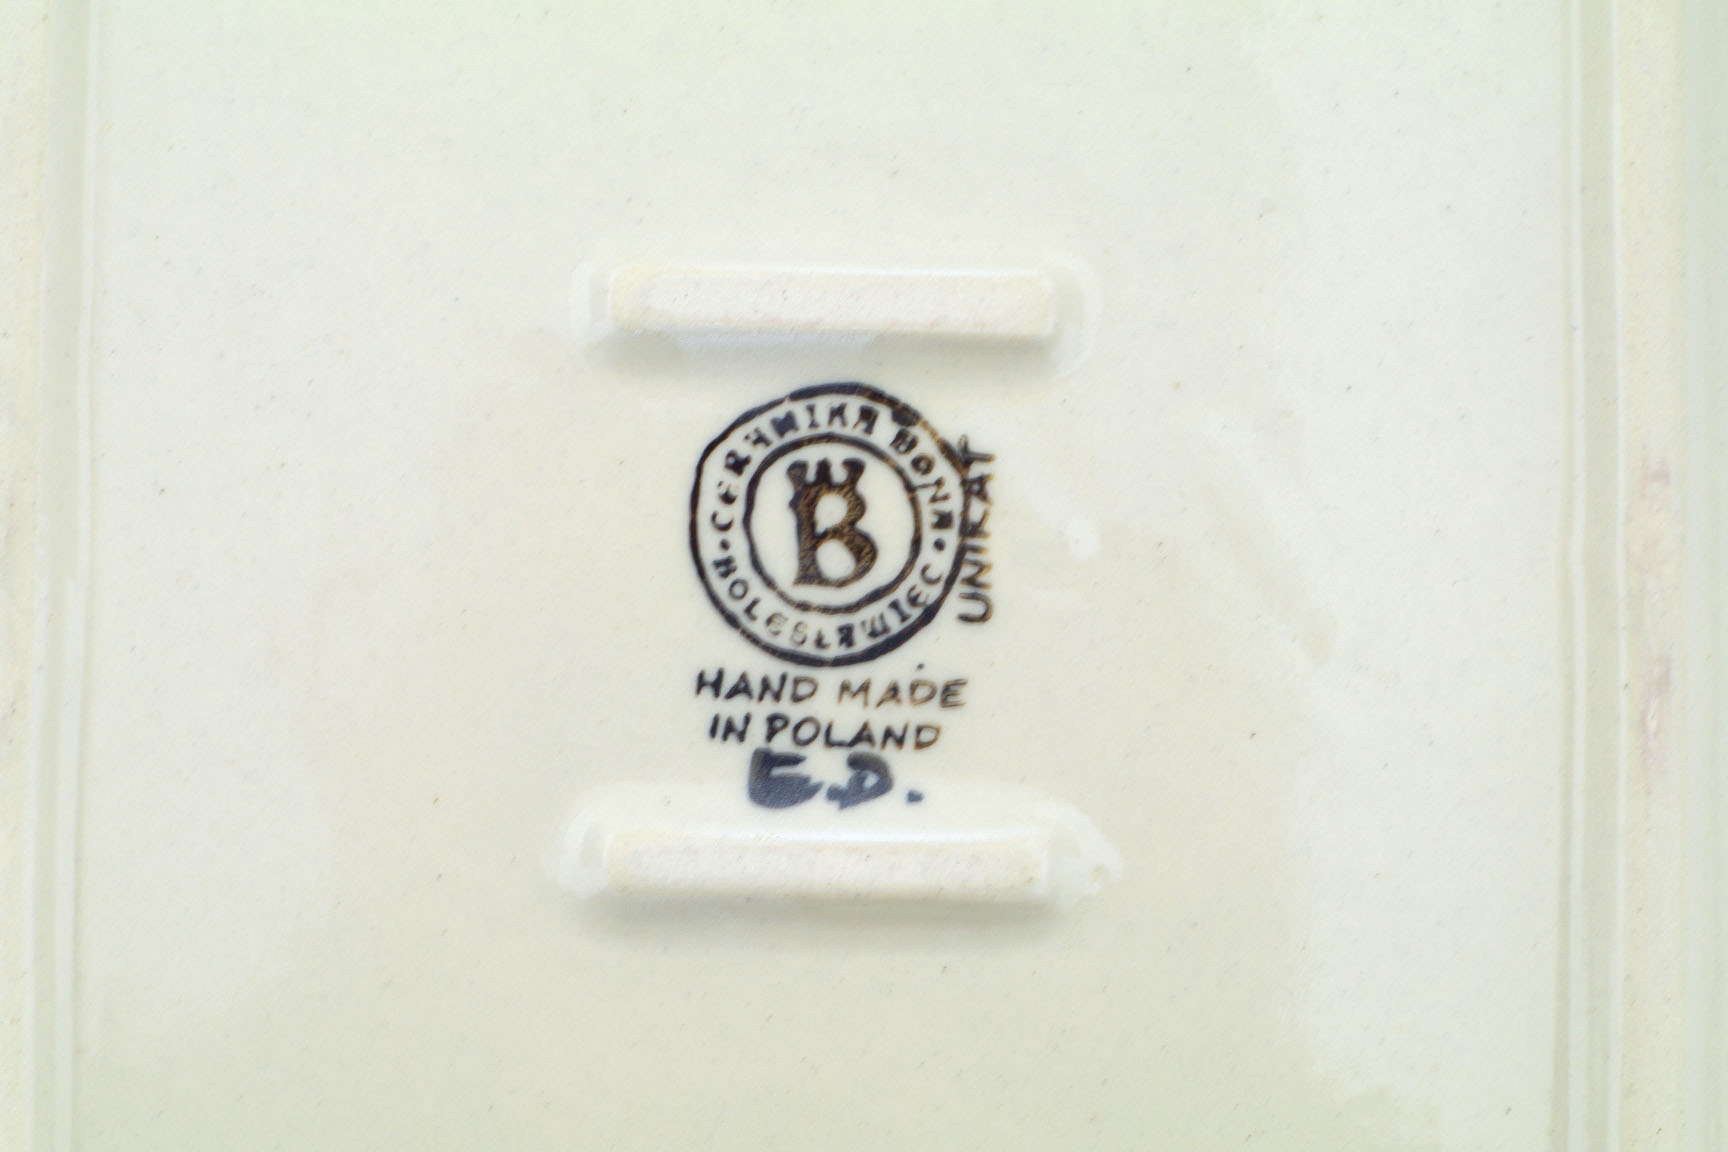 CERAMIKA BONA
BOLESŁAWIEC
B
UNIKAT
HAND MADE
IN POLAND
E.D.